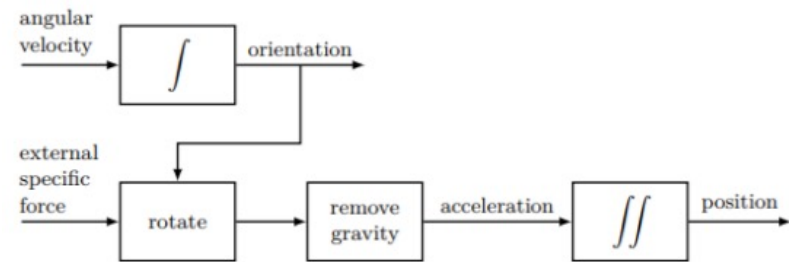 angular
velocity
∫
orientation
external
specific
force
rotate
remove
gravity
acceleration
∬
position